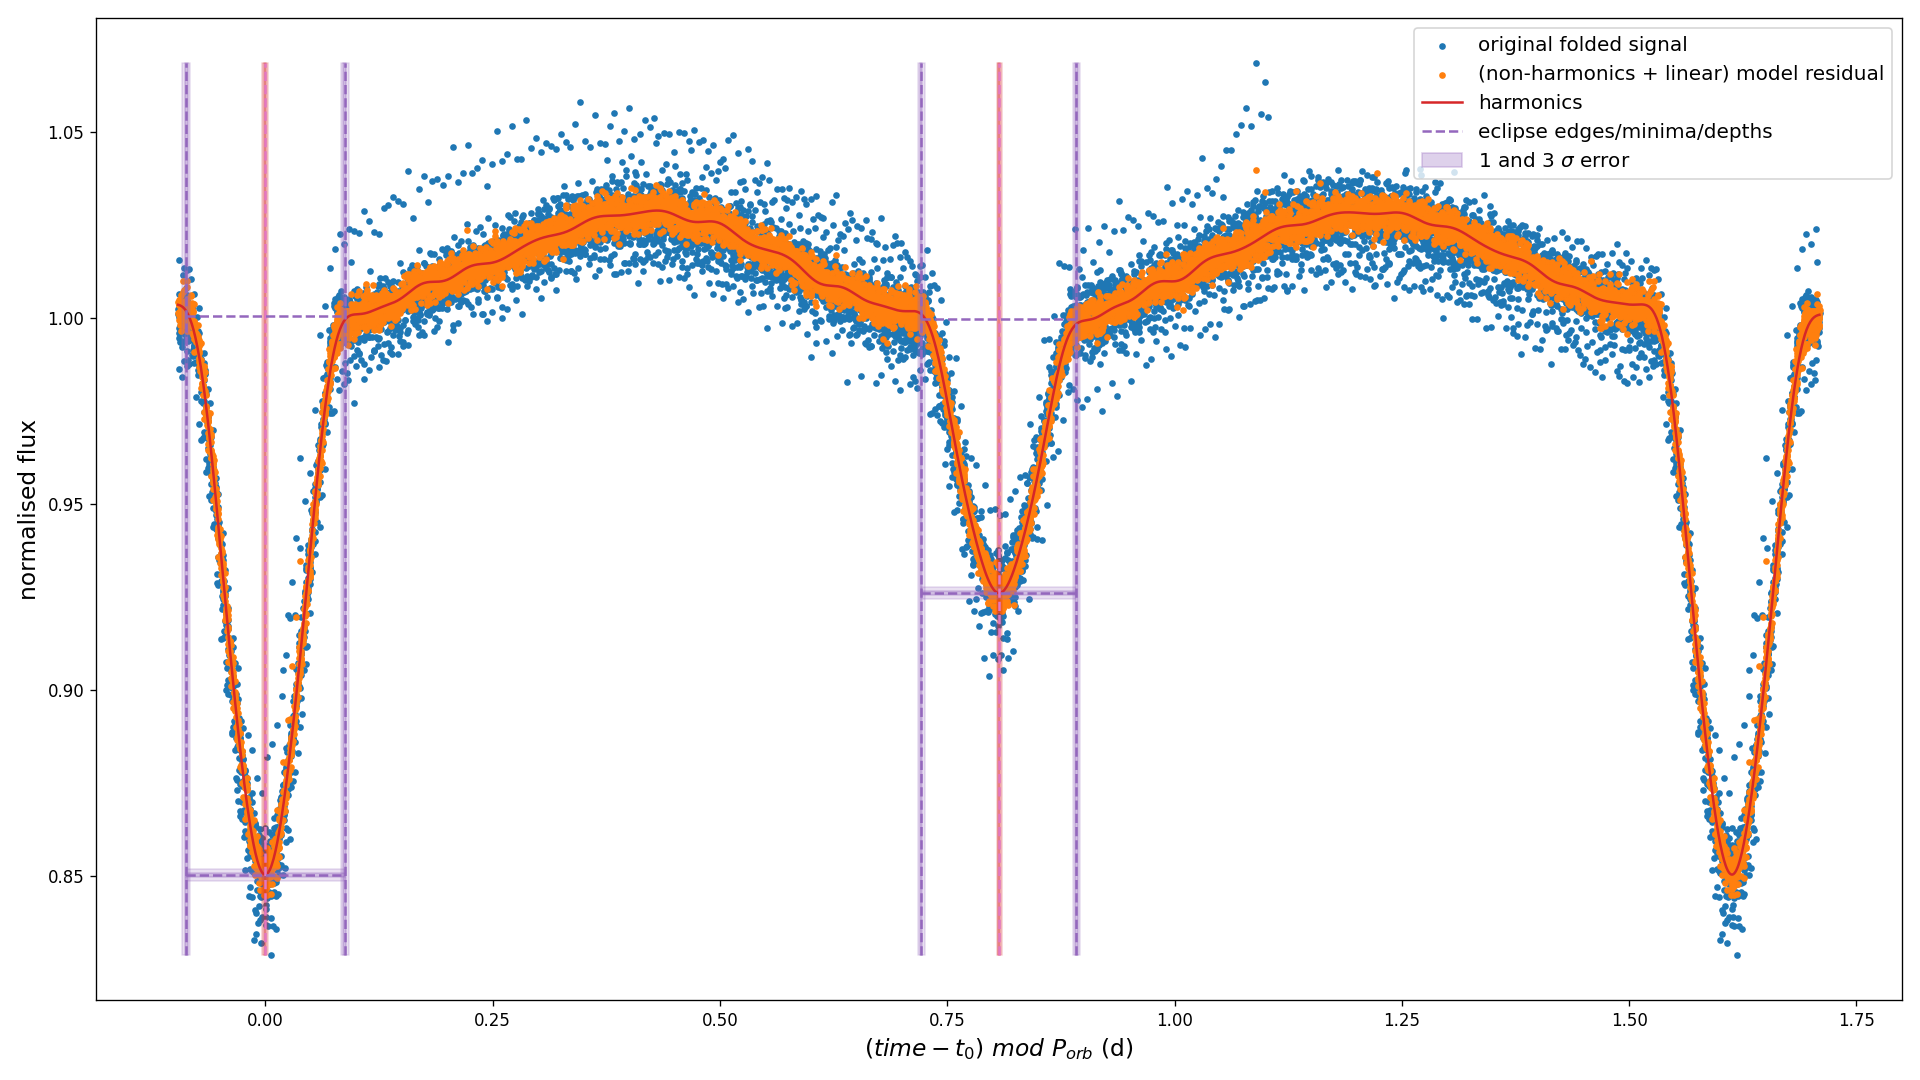 original folded signal
(non-harmonics + linear) model residual
harmonics
eclipse edges/minima/depths
1 and 3 σ error
normalised flux
1.05
1.00
0.95
0.90
0.85
0.00 0.25 0.50 0.75 1.00 1.25 1.50 1.75
(time − t₀) mod Pₒᵣb (d)